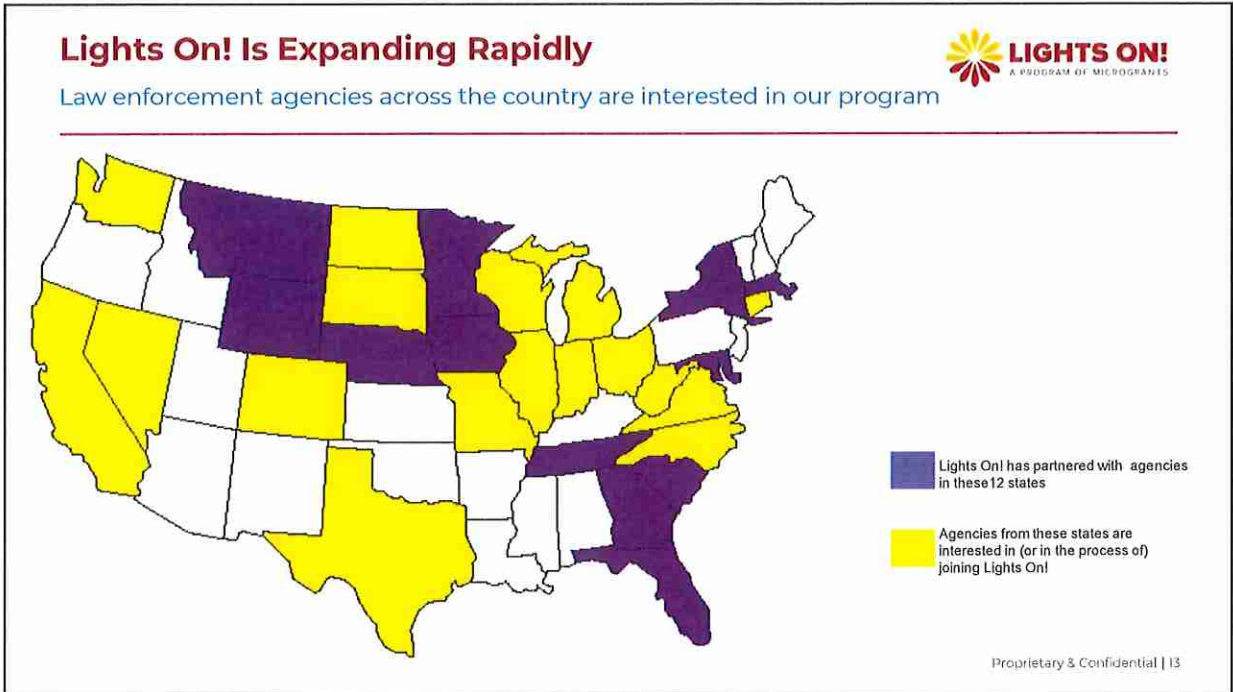 Lights On! Is Expanding Rapidly
LIGHTS ON!
A PROGRAM OF MICROGRANTS
Law enforcement agencies across the country are interested in our program
Lights On! has partnered with agencies
in these12 states
Agencies from these states are
interested in (or in the process of)
joining Lights On!
Proprietary & Confidential | 13